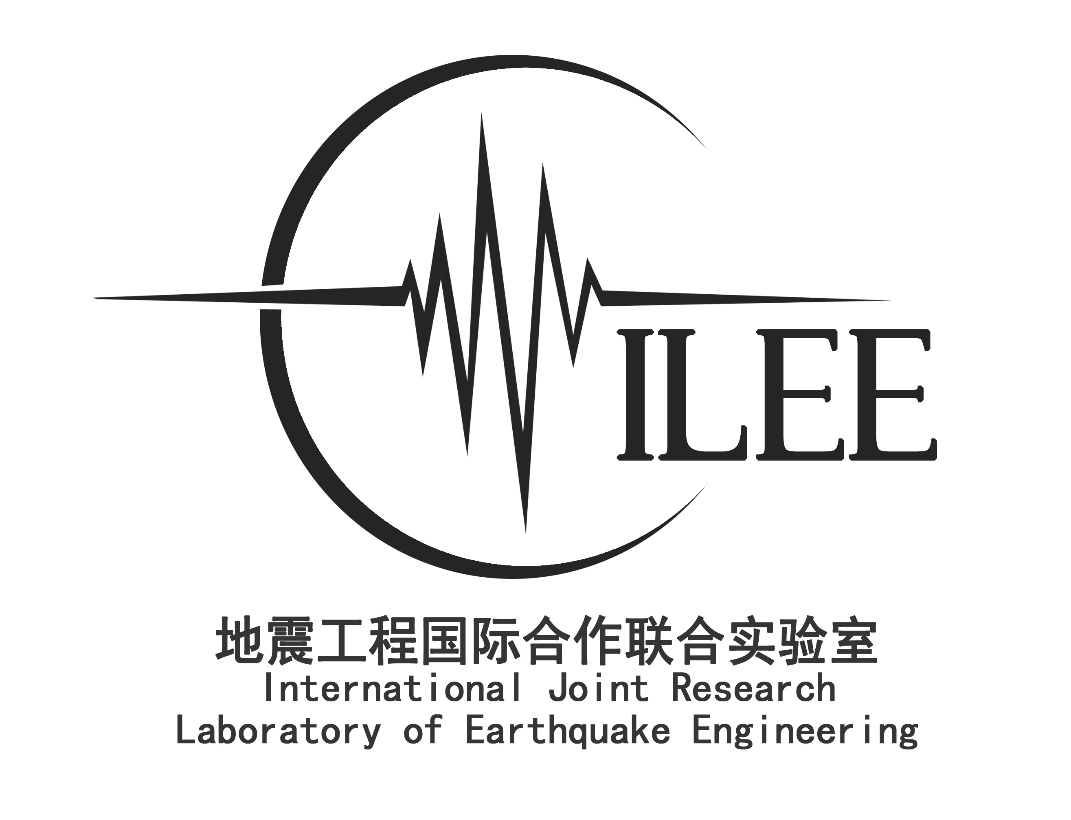 ILEE
地震工程国际合作联合实验室
International Joint Research
Laboratory of Earthquake Engineering